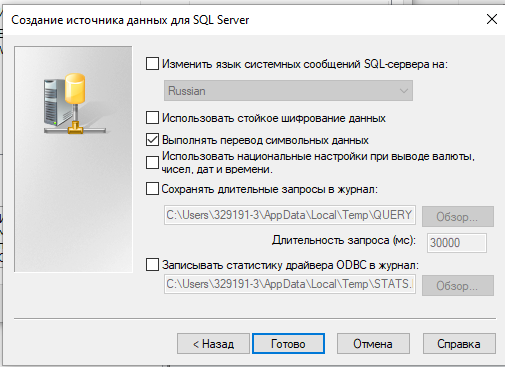 Создание источника данных для SQL Server
Изменить язык системных сообщений SQL-сервера на:
Russian
Использовать стойкое шифрование данных
Выполнять перевод символьных данных
Использовать национальные настройки при выводе валюты,
чисел, дат и времени.
Сохранять длительные запросы в журнал:
C:\Users\329191-3\AppData\Local\Temp\QUERY
Обзор...
Длительность запроса (мс):
30000
Записывать статистику драйвера ODBC в журнал:
C:\Users\329191-3\AppData\Local\Temp\STATS.
Обзор...
< Назад
Готово
Отмена
Справка